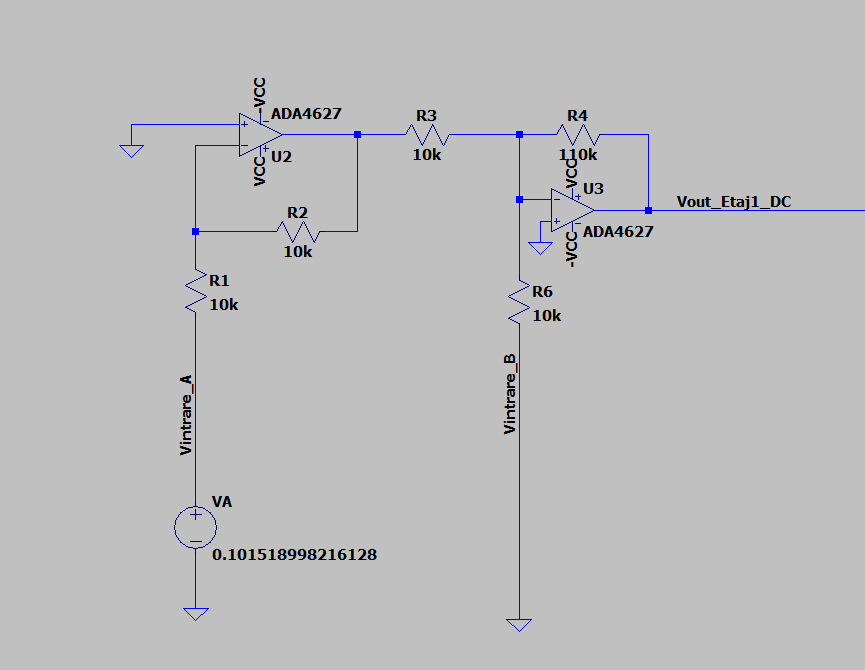 -VCC
ADA4627
U2
VCC
R3
10k
R4
110k
VCC
U3
ADA4627
-VCC
Vout_Etaj1_DC
R2
10k
R1
10k
R6
10k
Vintrare_A
Vintrare_B
VA
0.101518998216128